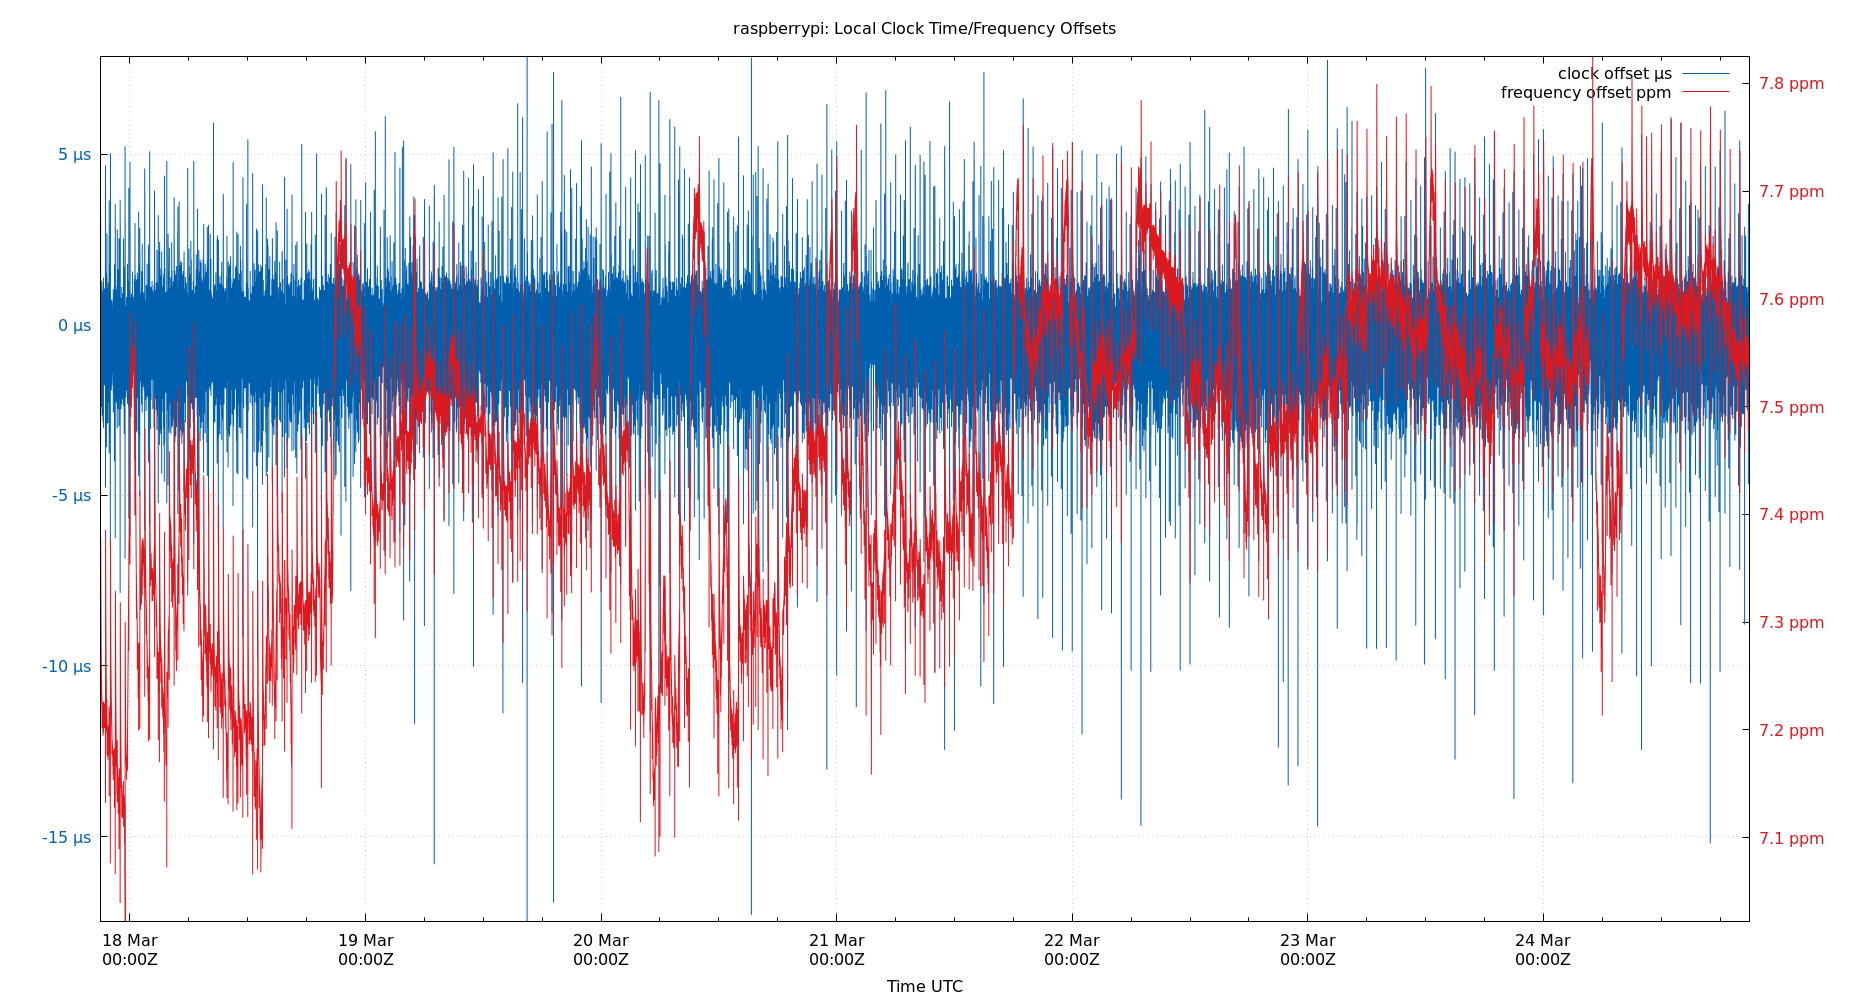 raspberrypi: Local Clock Time/Frequency Offsets
clock offset µs
frequency offset ppm
5 µs
0 µs
-5 µs
-10 µs
-15 µs
7.8 ppm
7.7 ppm
7.6 ppm
7.5 ppm
7.4 ppm
7.3 ppm
7.2 ppm
7.1 ppm
18 Mar
00:00Z
19 Mar
00:00Z
20 Mar
00:00Z
21 Mar
00:00Z
22 Mar
00:00Z
23 Mar
00:00Z
24 Mar
00:00Z
Time UTC